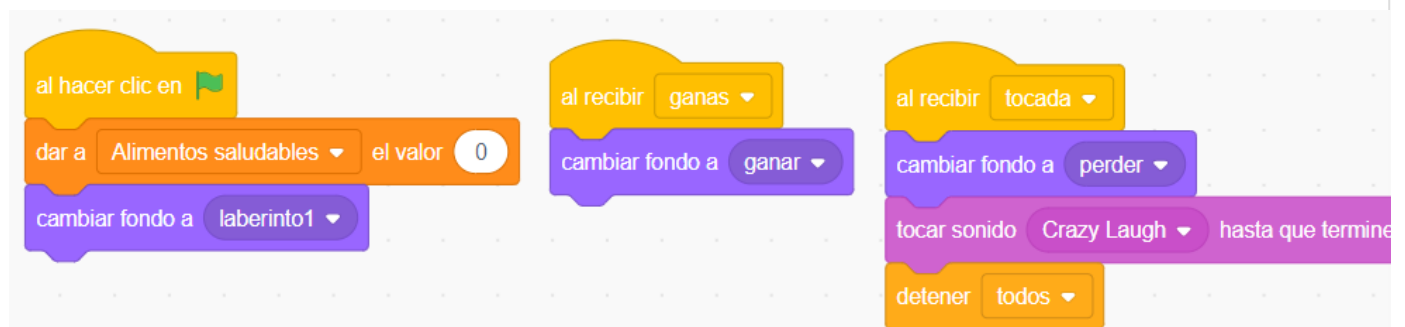 al hacer clic en
dar a Alimentos saludables el valor 0
cambiar fondo a laberinto1
al recibir ganas
cambiar fondo a ganar
al recibir tocada
cambiar fondo a perder
tocar sonido Crazy Laugh hasta que termine
detener todos